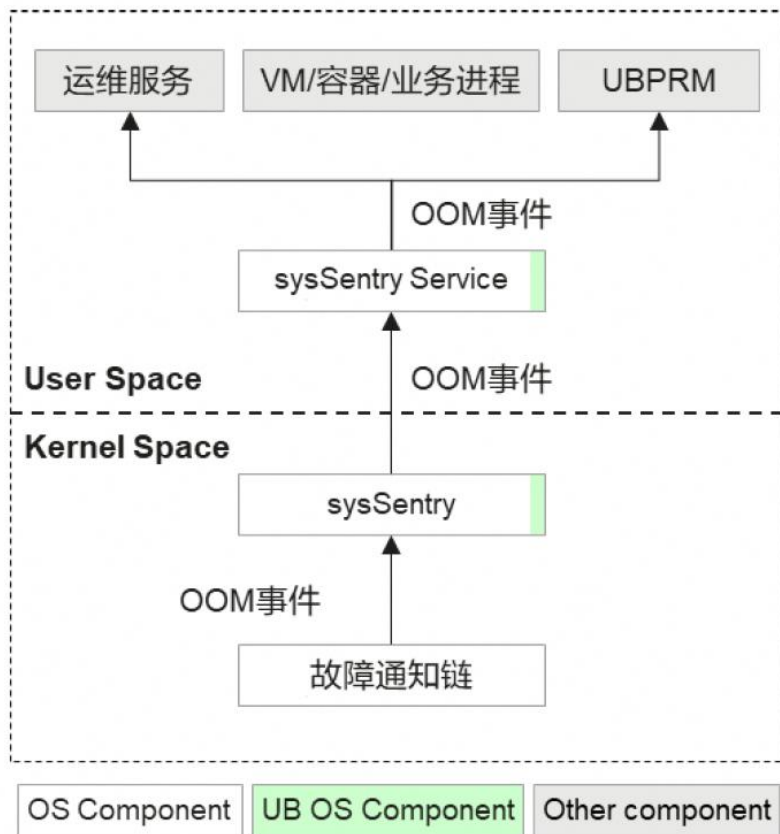 运维服务
VM/容器/业务进程
UBPRM
OOM事件
sysSentry Service
User Space
OOM事件
Kernel Space
sysSentry
OOM事件
故障通知链
OS Component
UB OS Component
Other component